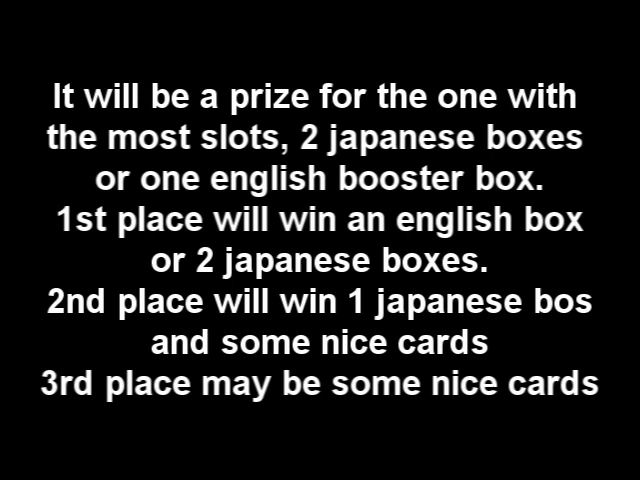 It will be a prize for the one with
the most slots, 2 japanese boxes
or one english booster box.
1st place will win an english box
or 2 japanese boxes.
2nd place will win 1 japanese bos
and some nice cards
3rd place may be some nice cards